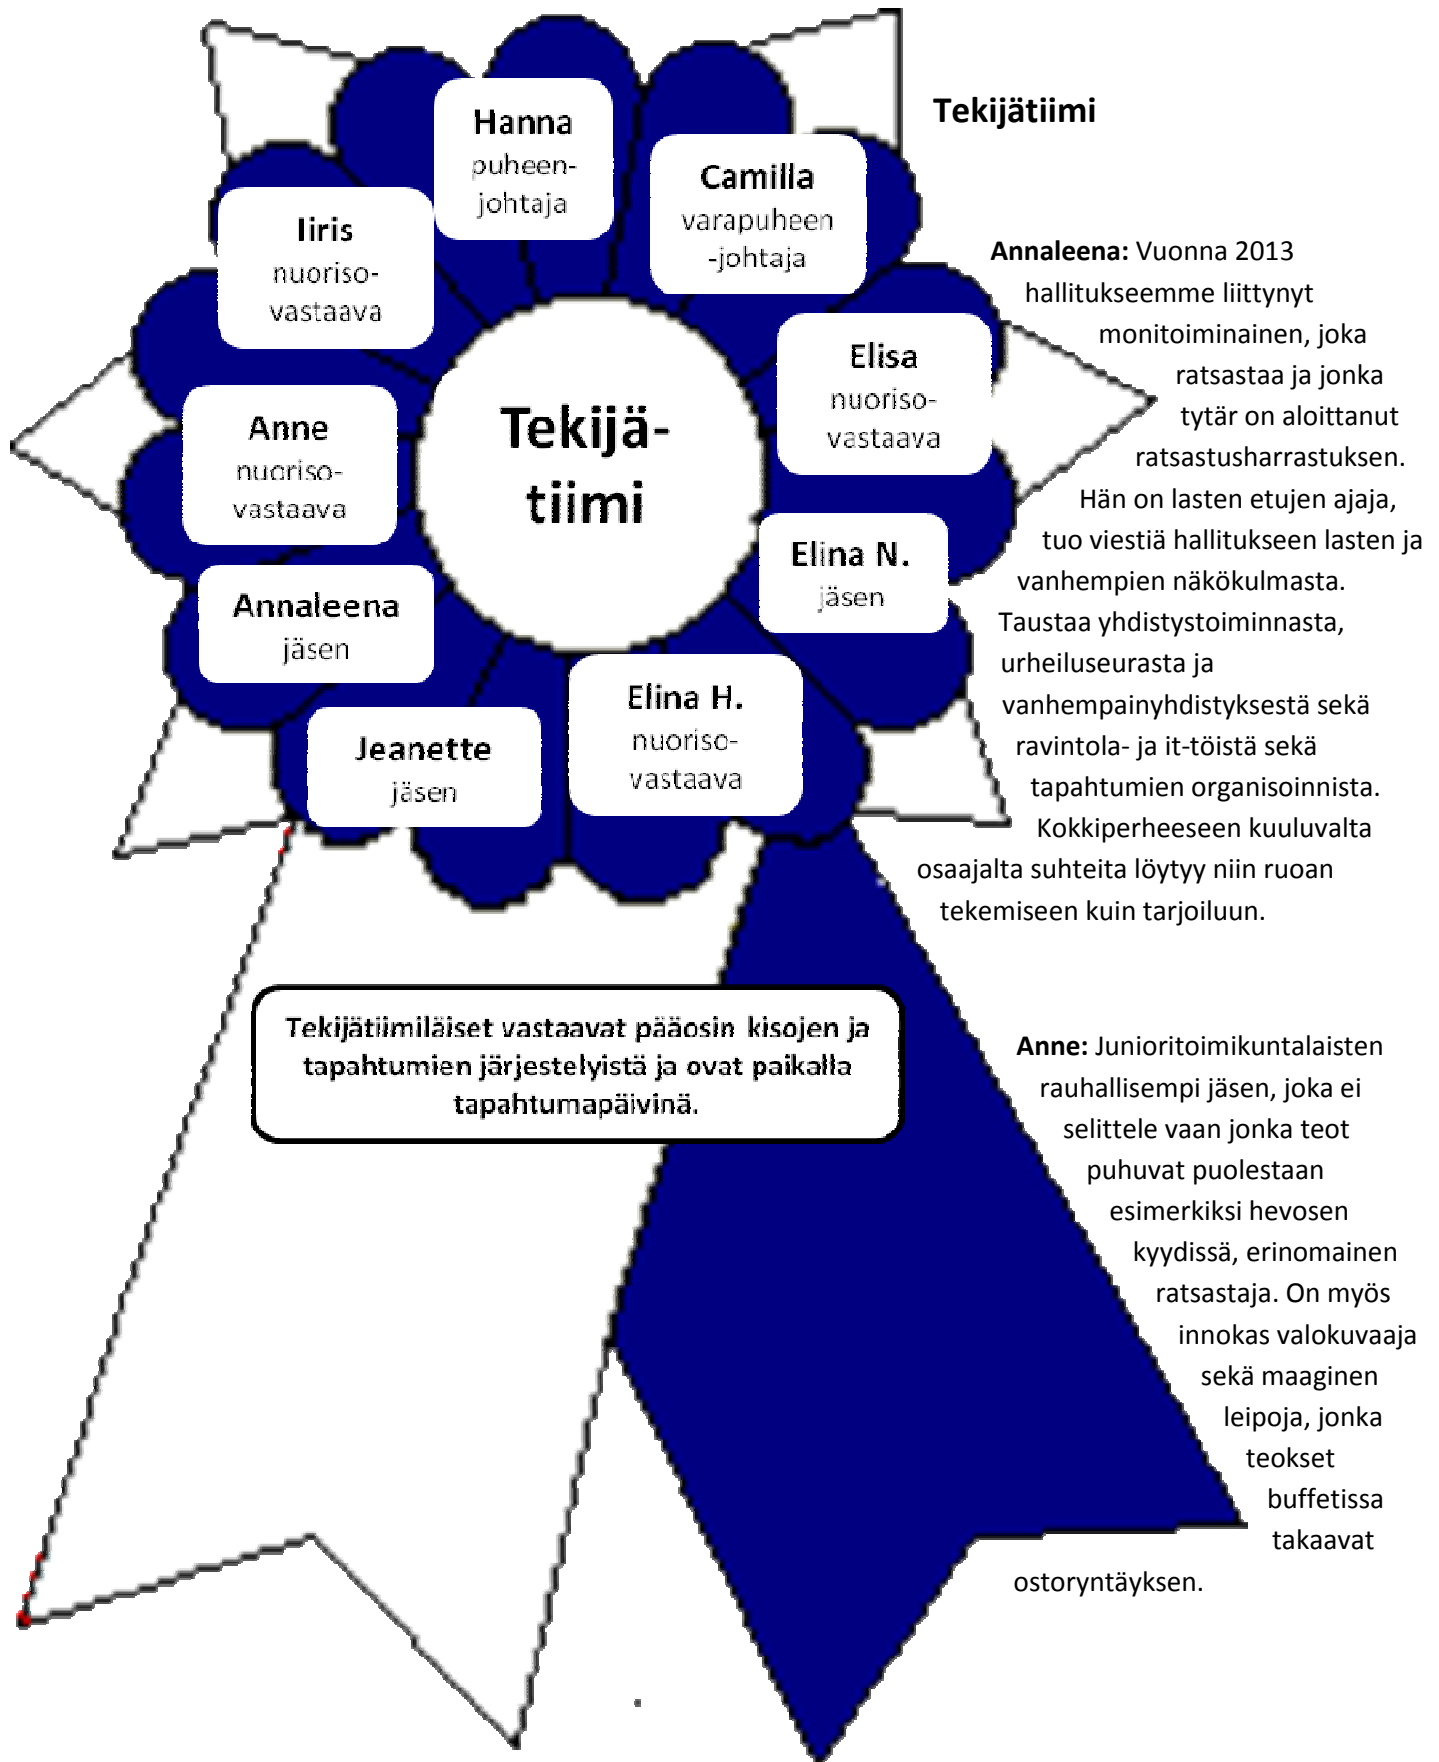 Tekijätiimi
Hanna
puheen-
johtaja
Camilla
varapuheen
-johtaja
Iiris
nuoriso-
vastaava
Elisa
nuoriso-
vastaava
Anne
nuoriso-
vastaava
Tekijä-
tiimi
Elina N.
jäsen
Annaleena
jäsen
Elina H.
nuoriso-
vastaava
Jeanette
jäsen
Tekijätiimiläiset vastaavat pääosin kisojen ja
tapahtumien järjestelyistä ja ovat paikalla
tapahtumapäivinä.
Annaleena: Vuonna 2013
hallitukseemme liittynyt
monitoiminainen, joka
ratsastaa ja jonka
tytär on aloittanut
ratsastusharrastuksen.
Hän on lasten etujen ajaja,
tuo viestiä hallitukseen lasten ja
vanhempien näkökulmasta.
Taustaa yhdistystoiminnasta,
urheiluseurasta ja
vanhempainyhdistyksestä sekä
ravintola- ja it-töistä sekä
tapahtumien organisoinnista.
Kokkiperheeseen kuuluvalta
osaajalta suhteita löytyy niin ruoan
tekemiseen kuin tarjoiluun.
Anne: Junioritoimikuntalaisten
rauhallisempi jäsen, joka ei
selittele vaan jonka teot
puhuvat puolestaan
esimerkiksi hevosen
kyydissä, erinomainen
ratsastaja. On myös
innokas valokuvaaja
sekä maaginen
leipoja, jonka
teokset
buffetissa
takaavat
ostoryntäyksen.